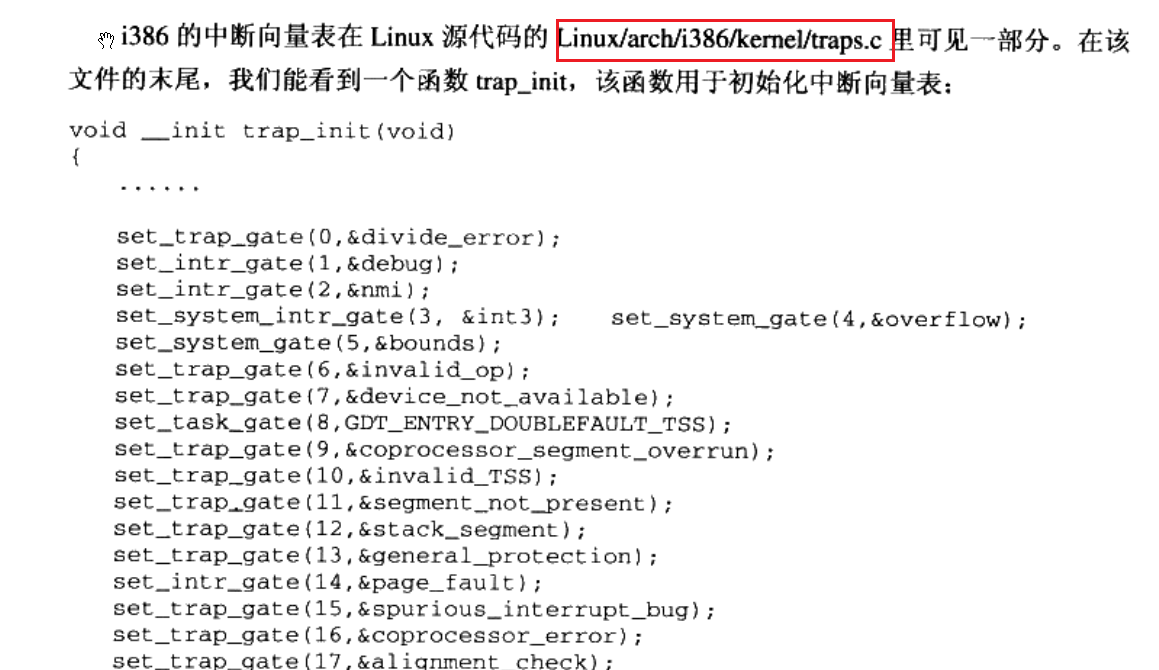 i386 的中断向量表在 Linux 源代码的 Linux/arch/i386/kernel/traps.c 里可见一部分。在该
文件的末尾，我们能看到一个函数 trap_init，该函数用于初始化中断向量表：
void __init trap_init(void)
{
······
set_trap_gate(0,&divide_error);
set_intr_gate(1,&debug);
set_intr_gate(2,&nmi);
set_system_intr_gate(3, &int3); set_system_gate(4,&overflow);
set_system_gate(5,&bounds);
set_trap_gate(6,&invalid_op);
set_trap_gate(7,&device_not_available);
set_task_gate(8,GDT_ENTRY_DOUBLEFAULT_TSS);
set_trap_gate(9,&coprocessor_segment_overrun);
set_trap_gate(10,&invalid_TSS);
set_trap_gate(11,&segment_not_present);
set_trap_gate(12,&stack_segment);
set_trap_gate(13,&general_protection);
set_intr_gate(14,&page_fault);
set_trap_gate(15,&spurious_interrupt_bug);
set_trap_gate(16,&coprocessor_error);
set_trap_gate(17,&alignment_check);